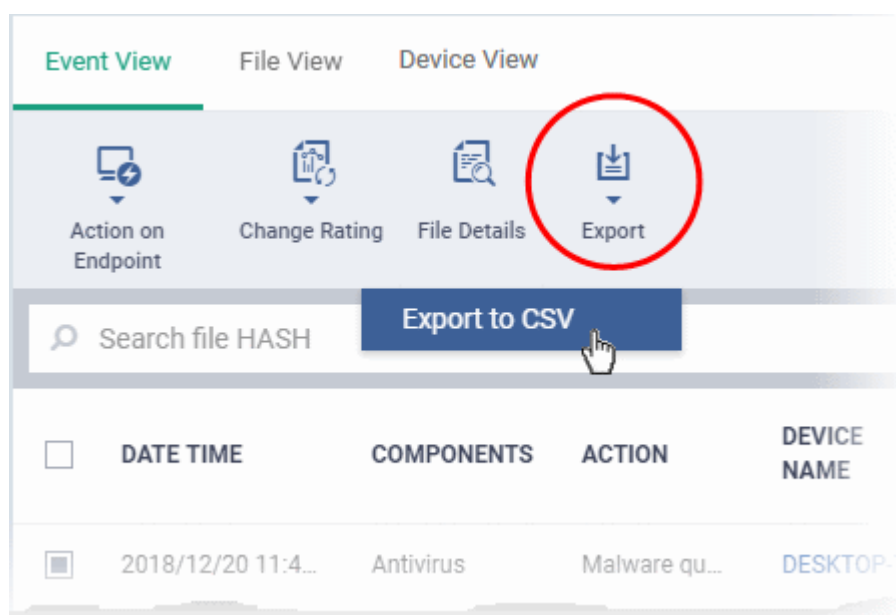 Event View File View Device View
Action on Endpoint Change Rating File Details Export
Export to CSV
Search file HASH
DATE TIME COMPONENTS ACTION DEVICE NAME
2018/12/20 11:4... Antivirus Malware qu... DESKTOP-